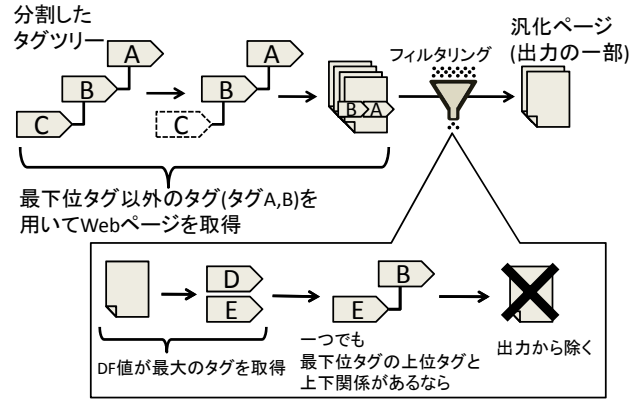 分割した
タグツリー
A
B
C
A
B
C
B
A
フィルタリング
汎化ページ
(出力の一部)
最下位タグ以外のタグ(タグA,B)を
用いてWebページを取得
D
E
B
E
DF値が最大のタグを取得
一つでも
最下位タグの上位タグと
上下関係があるなら
出力から除く